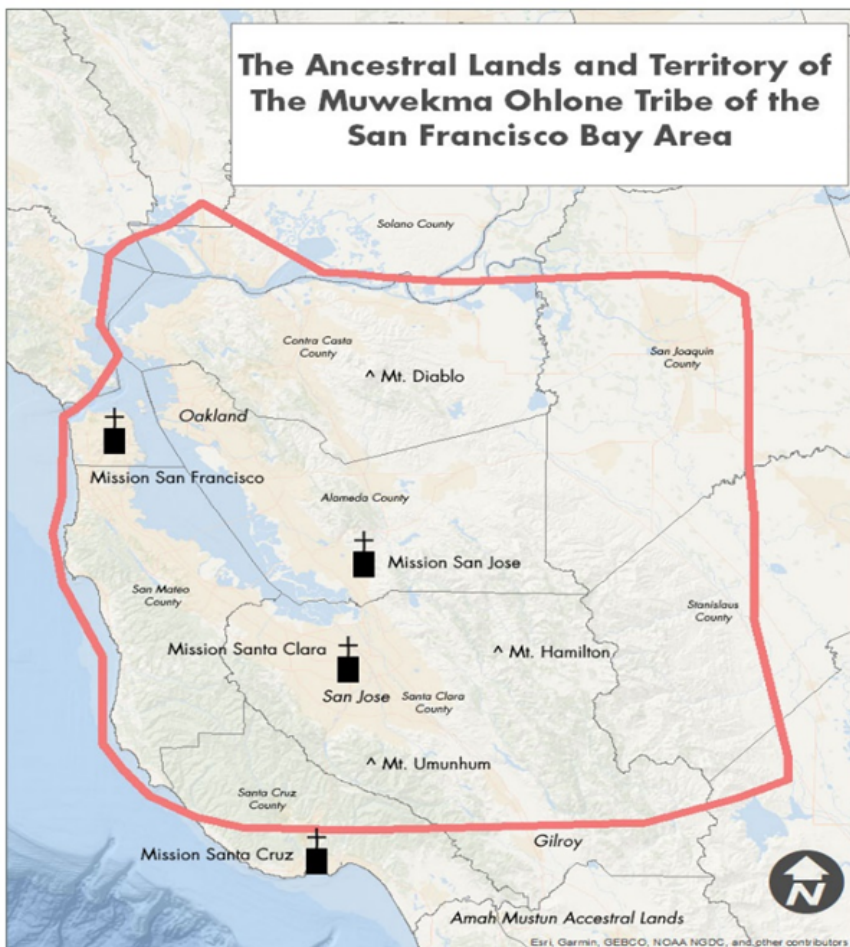 The Ancestral Lands and Territory of
The Muwekma Ohlone Tribe of the
San Francisco Bay Area
Solano County
Contra Costa
County
San Joaquin
County
^ Mt. Diablo
Oakland
Mission San Francisco
Alameda County
Mission San Jose
San Mateo
County
Stanislaus
County
Mission Santa Clara
^ Mt. Hamilton
San Jose
Santa Clara
County
^ Mt. Umunhum
Santa Cruz
County
Gilroy
Mission Santa Cruz
N
Amah Mustun Accestral Lands
Esri, Garmin, GEBCO, NOAA NGDC, and other contributors